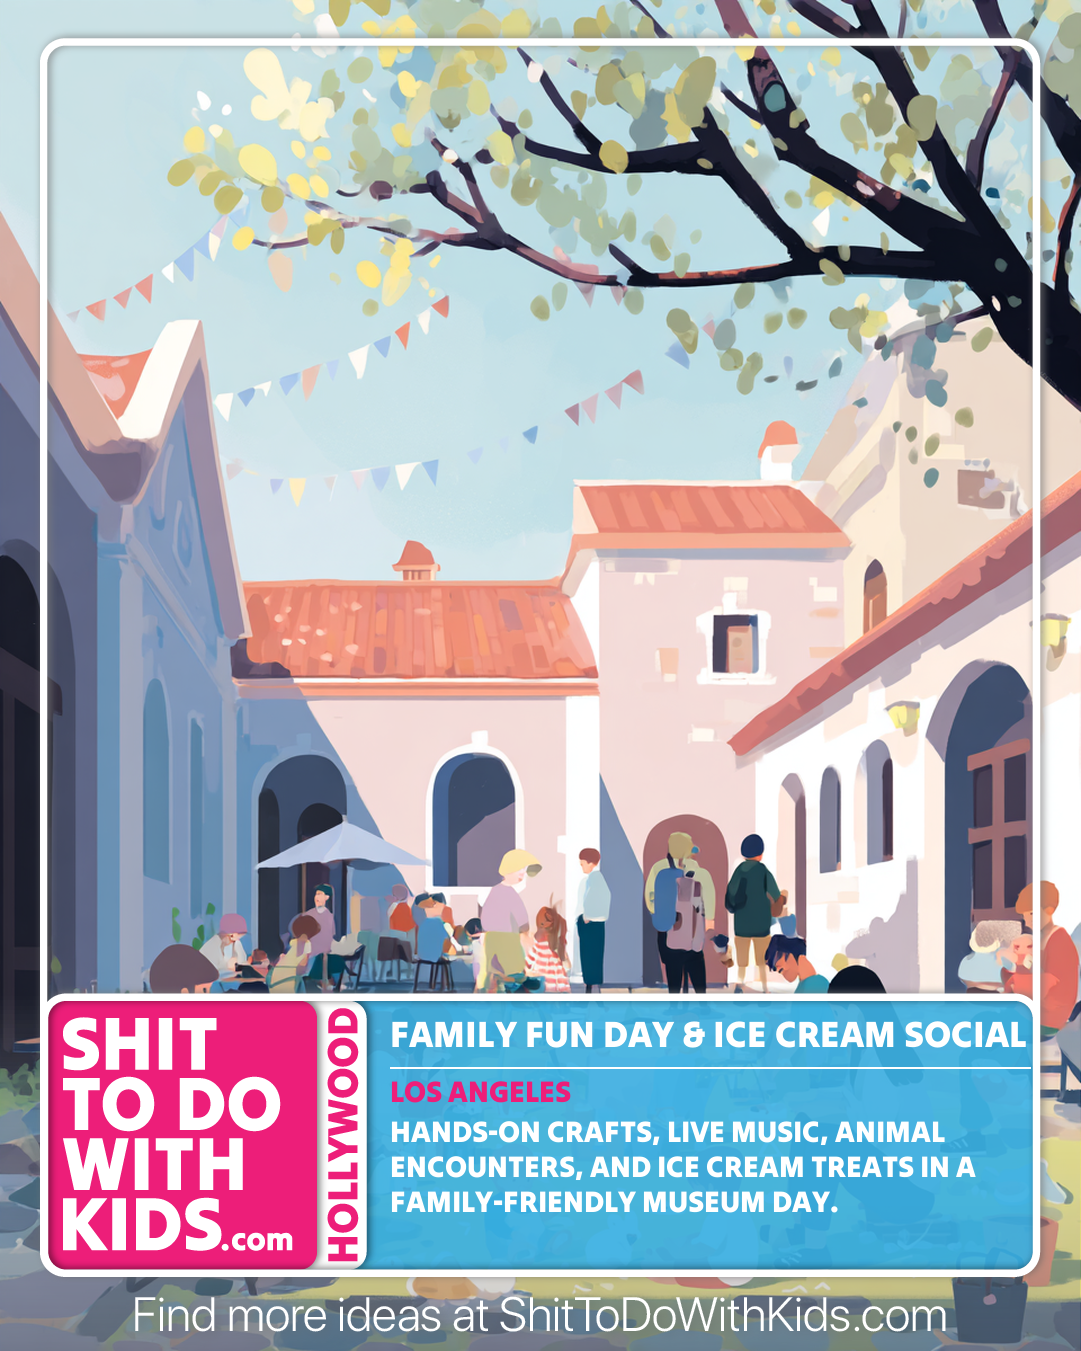 SHIT
TO DO
WITH
KIDS.com
HOLLYWOOD
FAMILY FUN DAY & ICE CREAM SOCIAL
LOS ANGELES
HANDS-ON CRAFTS, LIVE MUSIC, ANIMAL
ENCOUNTERS, AND ICE CREAM TREATS IN A
FAMILY-FRIENDLY MUSEUM DAY.
Find more ideas at ShitToDoWithKids.com